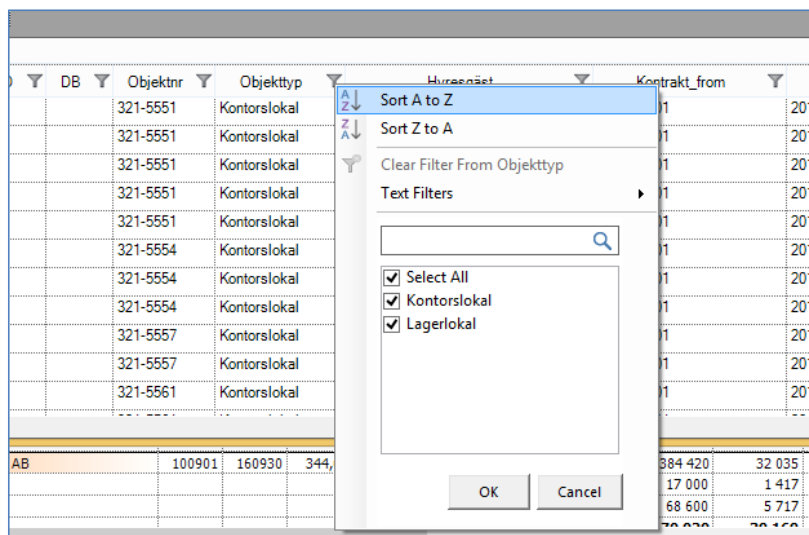 DB Objektnr Objekttyp Hyresgäst Kontrakt_from
321-5551 Kontorslokal
321-5551 Kontorslokal
321-5551 Kontorslokal
321-5551 Kontorslokal
321-5551 Kontorslokal
321-5554 Kontorslokal
321-5554 Kontorslokal
321-5554 Kontorslokal
321-5557 Kontorslokal
321-5557 Kontorslokal
321-5561 Kontorslokal
Sort A to Z
Sort Z to A
Clear Filter From Objekttyp
Text Filters
Select All
Kontorslokal
Lagerlokal
OK Cancel
AB 100901 160930 344, 384 420 32 035
17 000 1 417
68 600 5 717